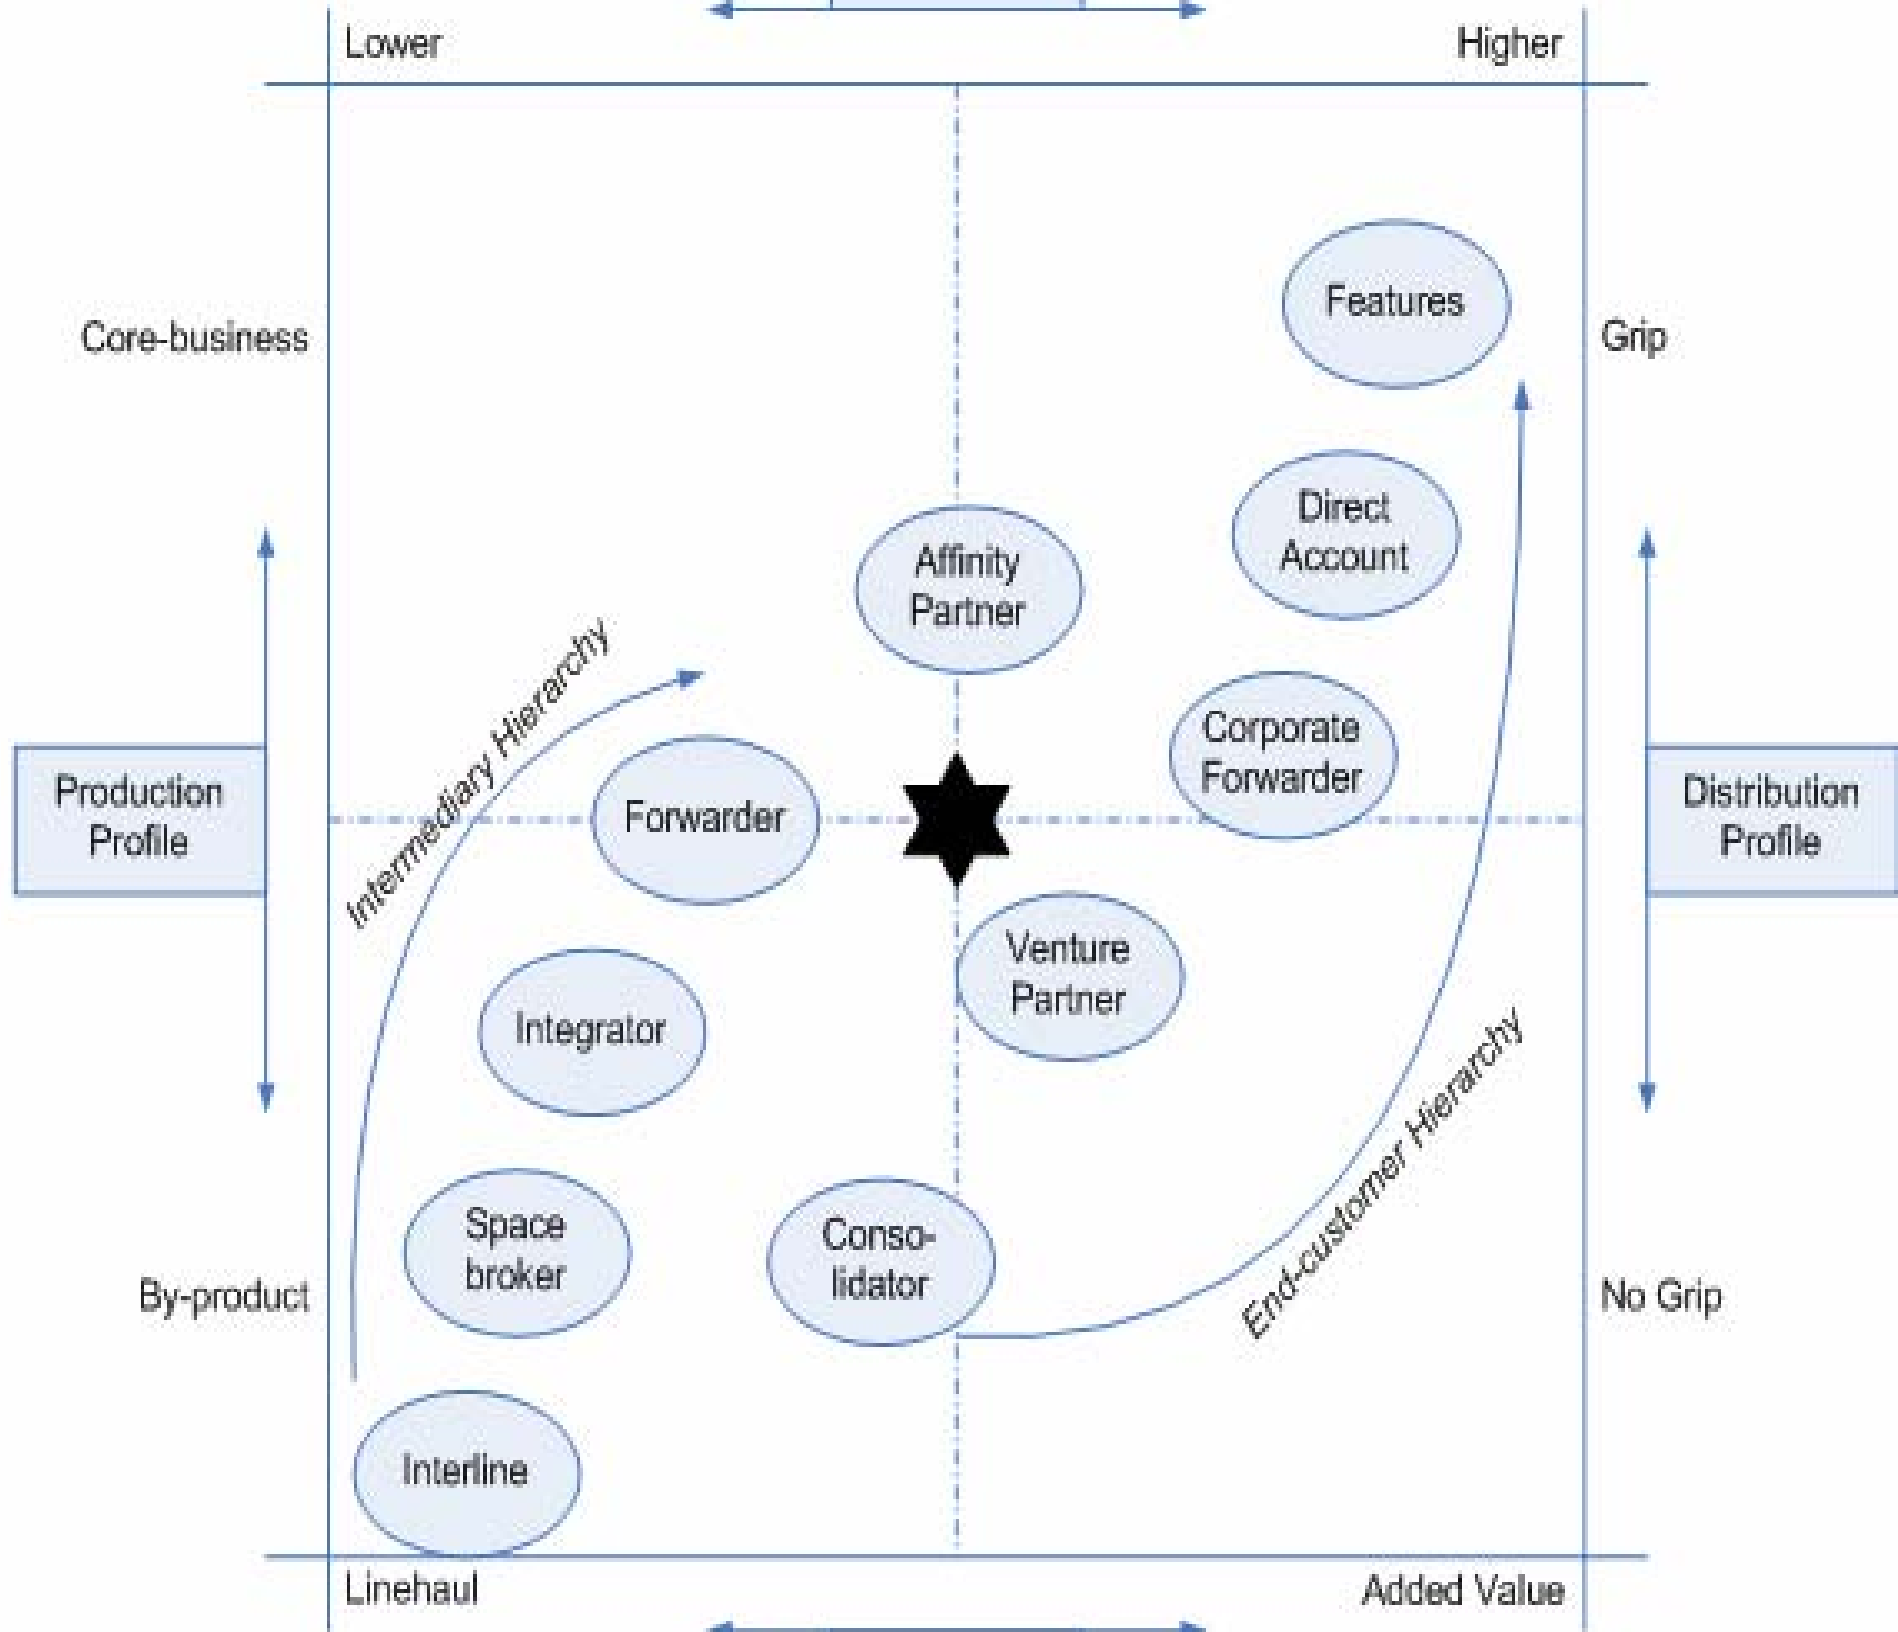 Lower
Higher
Features
Core-business
Grip
Direct
Account
Affinity
Partner
Intermediary Hierarchy
Corporate
Forwarder
Production
Profile
Forwarder
Distribution
Profile
Venture
Partner
Integrator
End-customer Hierarchy
Space
broker
Conso-
lidator
By-product
No Grip
Interline
Linehaul
Added Value